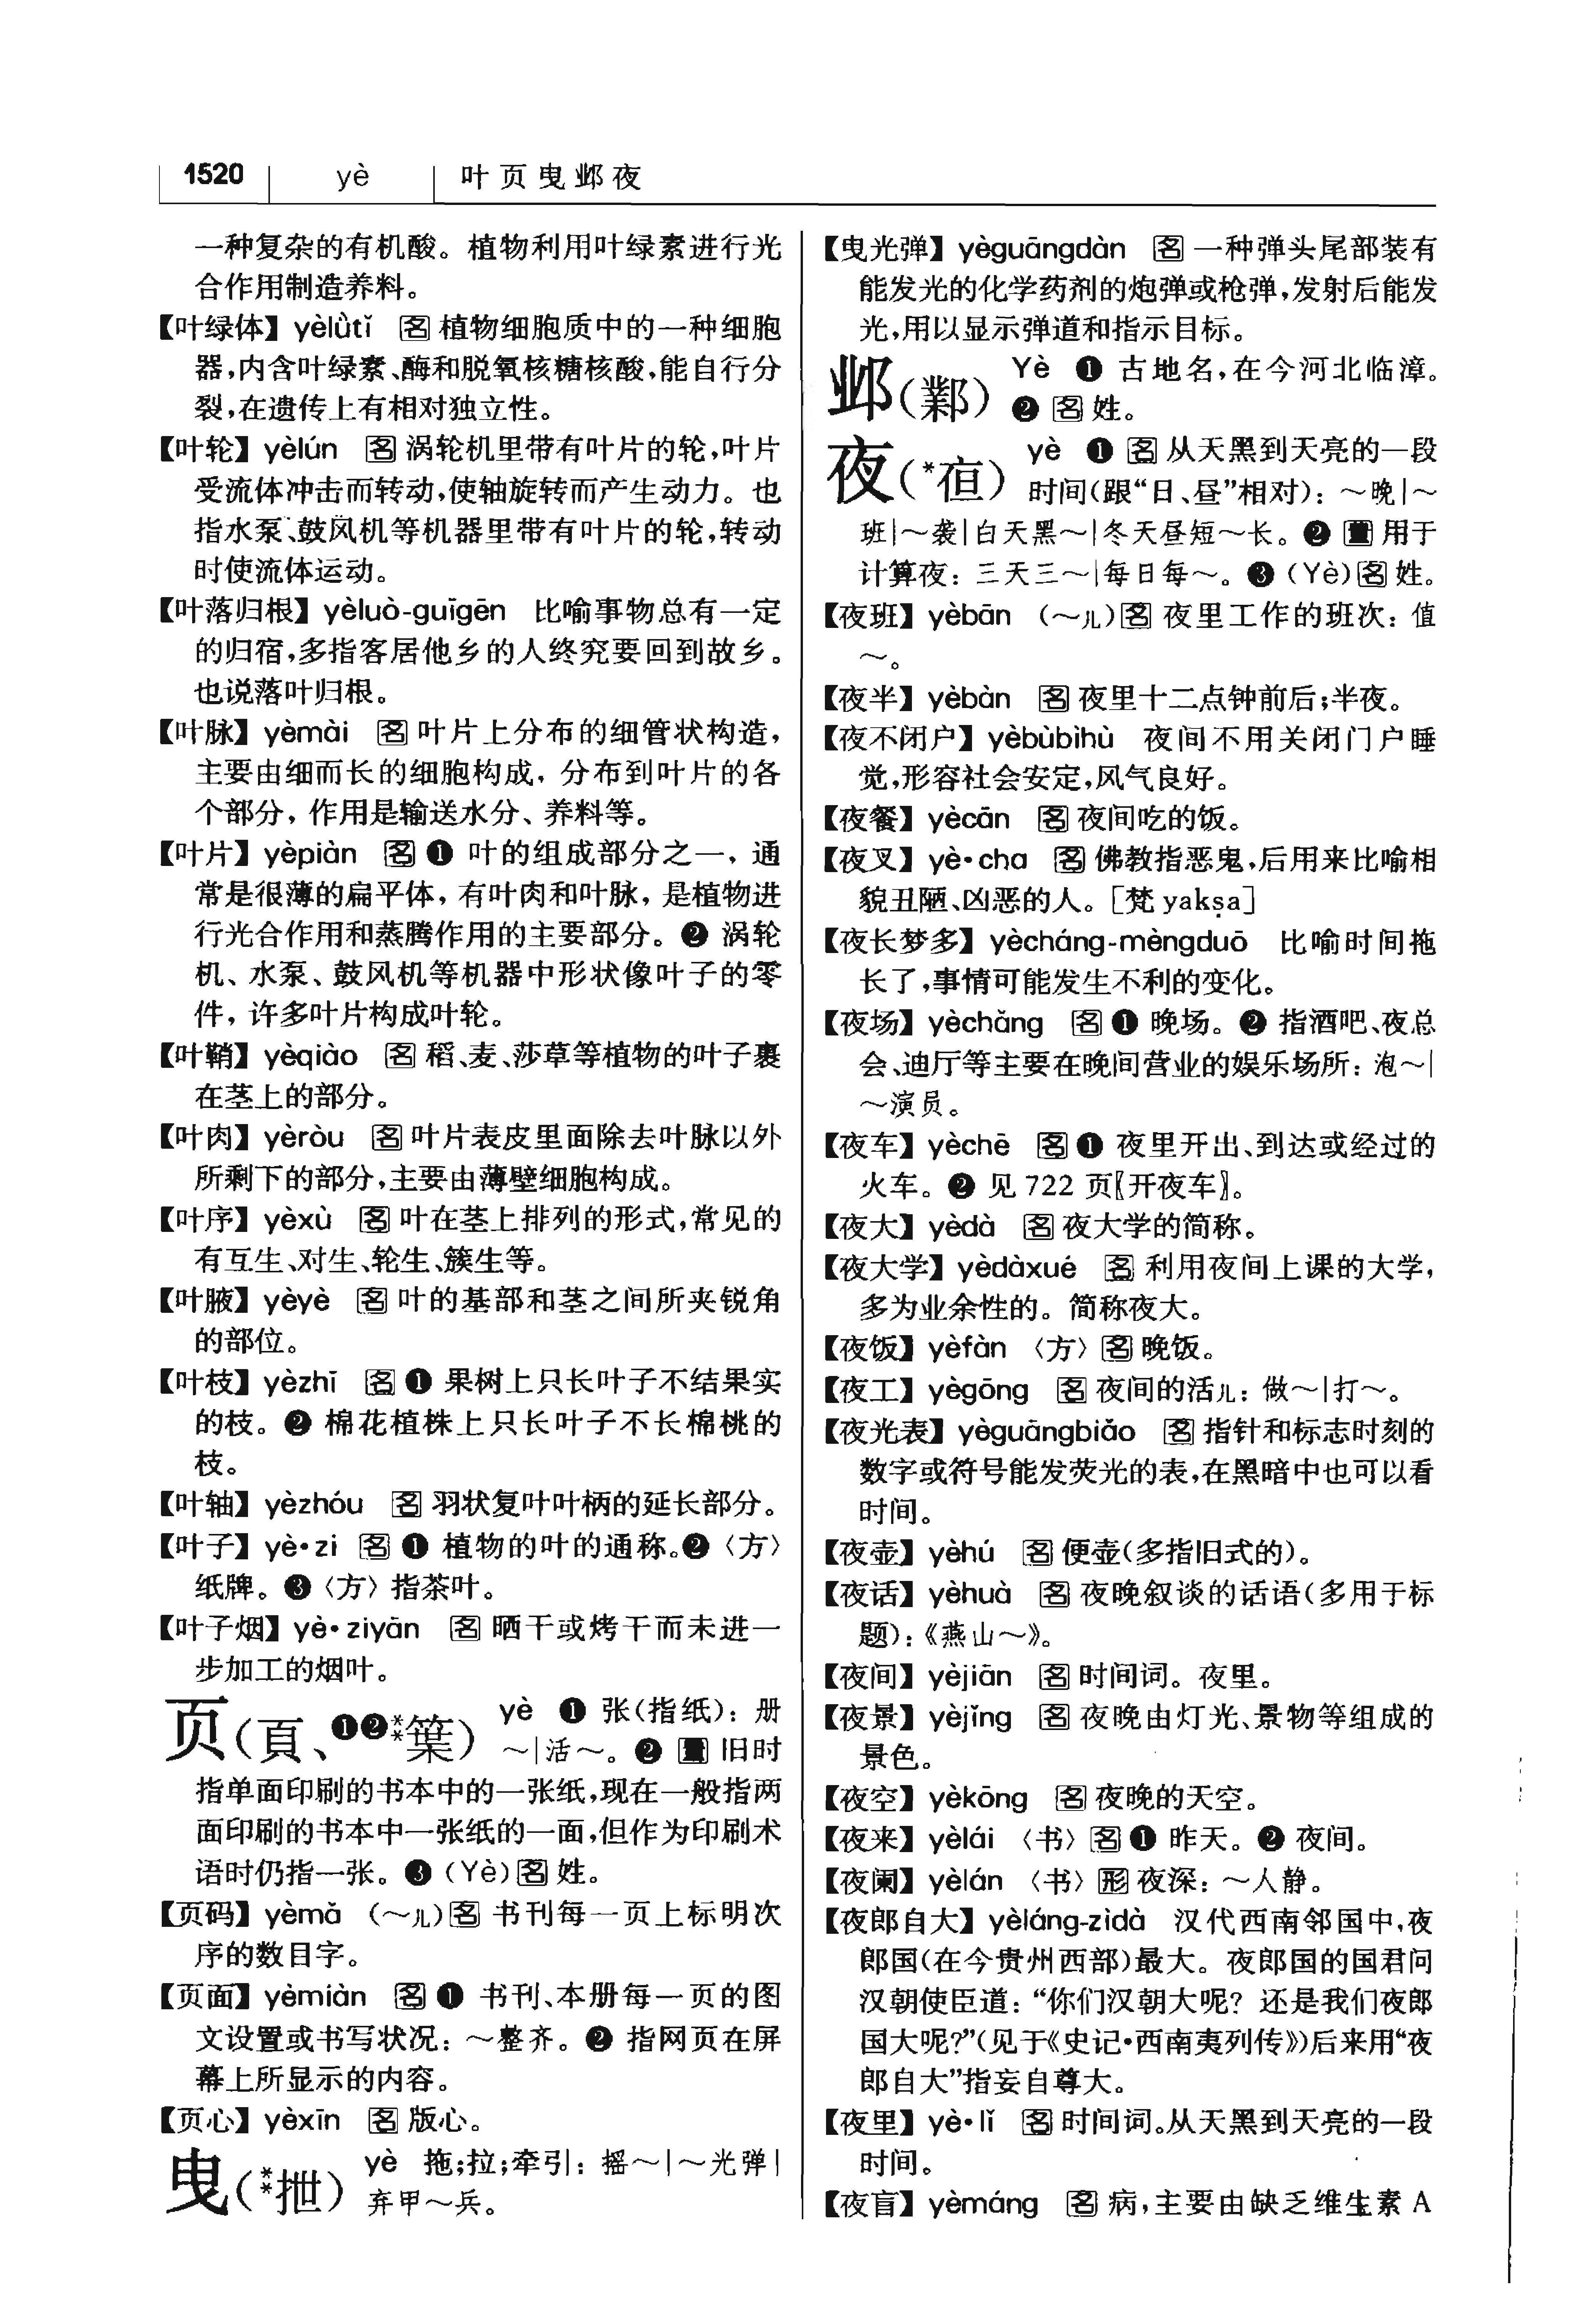 1520 yè 叶页曳邺夜
一种复杂的有机酸。植物利用叶绿素进行光
合作用制造养料。
【叶绿体】yèlǜtǐ 名 植物细胞质中的一种细胞
器,内含叶绿素、酶和脱氧核糖核酸,能自行分
裂,在遗传上有相对独立性。
【叶轮】yèlún 名 涡轮机里带有叶片的轮,叶片
受流体冲击而转动,使轴旋转而产生动力。也
指水泵、鼓风机等机器里带有叶片的轮,转动
时使流体运动。
【叶落归根】yèluò-guīgēn 比喻事物总有一定
的归宿,多指客居他乡的人终究要回到故乡。
也说落叶归根。
【叶脉】yèmài 名 叶片上分布的细管状构造,
主要由细而长的细胞构成,分布到叶片的各
个部分,作用是输送水分、养料等。
【叶片】yèpiàn 名 ❶ 叶的组成部分之一,通
常是很薄的扁平体,有叶肉和叶脉,是植物进
行光合作用和蒸腾作用的主要部分。❷ 涡轮
机、水泵、鼓风机等机器中形状像叶子的零
件,许多叶片构成叶轮。
【叶鞘】yèqiào 名 稻、麦、莎草等植物的叶子裹
在茎上的部分。
【叶肉】yèròu 名 叶片表皮里面除去叶脉以外
所剩下的部分,主要由薄壁细胞构成。
【叶序】yèxù 名 叶在茎上排列的形式,常见的
有互生、对生、轮生、簇生等。
【叶腋】yèyè 名 叶的基部和茎之间所夹锐角
的部位。
【叶枝】yèzhī 名 ❶ 果树上只长叶子不结果实
的枝。❷ 棉花植株上只长叶子不长棉桃的
枝。
【叶轴】yèzhóu 名 羽状复叶叶柄的延长部分。
【叶子】yè•zi 名 ❶ 植物的叶的通称。❷〈方〉
纸牌。❸〈方〉指茶叶。
【叶子烟】yè•ziyān 名 晒干或烤干而未进一
步加工的烟叶。
页(頁、❶❷**葉) yè ❶ 张(指纸):册
～|活～。❷ 量 旧时
指单面印刷的书本中的一张纸,现在一般指两
面印刷的书本中一张纸的一面,但作为印刷术
语时仍指一张。❸(Yè)名 姓。
【页码】yèmǎ (～儿)名 书刊每一页上标明次
序的数目字。
【页面】yèmiàn 名 ❶ 书刊、本册每一页的图
文设置或书写状况:～整齐。❷ 指网页在屏
幕上所显示的内容。
【页心】yèxīn 名 版心。
曳(**抴) yè 拖;拉;牵引:摇～|～光弹|
弃甲～兵。
【曳光弹】yèguāngdàn 名 一种弹头尾部装有
能发光的化学药剂的炮弹或枪弹,发射后能发
光,用以显示弹道和指示目标。
邺(鄴) Yè ❶ 古地名,在今河北临漳。
❷ 名 姓。
夜(*亱) yè ❶ 名 从天黑到天亮的一段
时间(跟“日、昼”相对):～晚|～
班|～袭|白天黑～|冬天昼短～长。❷ 量 用于
计算夜:三天三～|每日每～。❸(Yè)名 姓。
【夜班】yèbān (～儿)名 夜里工作的班次:值
～。
【夜半】yèbàn 名 夜里十二点钟前后;半夜。
【夜不闭户】yèbùbìhù 夜间不用关闭门户睡
觉,形容社会安定,风气良好。
【夜餐】yècān 名 夜间吃的饭。
【夜叉】yè•cha 名 佛教指恶鬼,后用来比喻相
貌丑陋、凶恶的人。[梵 yakṣa]
【夜长梦多】yècháng-mèngduō 比喻时间拖
长了,事情可能发生不利的变化。
【夜场】yèchǎng 名 ❶ 晚场。❷ 指酒吧、夜总
会、迪厅等主要在晚间营业的娱乐场所:泡～|
～演员。
【夜车】yèchē 名 ❶ 夜里开出、到达或经过的
火车。❷ 见 722 页〖开夜车〗。
【夜大】yèdà 名 夜大学的简称。
【夜大学】yèdàxué 名 利用夜间上课的大学,
多为业余性的。简称夜大。
【夜饭】yèfàn 〈方〉名 晚饭。
【夜工】yègōng 名 夜间的活儿:做～|打～。
【夜光表】yèguāngbiǎo 名 指针和标志时刻的
数字或符号能发荧光的表,在黑暗中也可以看
时间。
【夜壶】yèhú 名 便壶(多指旧式的)。
【夜话】yèhuà 名 夜晚叙谈的话语(多用于标
题):《燕山～》。
【夜间】yèjiān 名 时间词。夜里。
【夜景】yèjǐng 名 夜晚由灯光、景物等组成的
景色。
【夜空】yèkōng 名 夜晚的天空。
【夜来】yèlái 〈书〉名 ❶ 昨天。❷ 夜间。
【夜阑】yèlán 〈书〉形 夜深:～人静。
【夜郎自大】yèláng-zìdà 汉代西南邻国中,夜
郎国(在今贵州西部)最大。夜郎国的国君问
汉朝使臣道:“你们汉朝大呢?还是我们夜郎
国大呢?”(见于《史记•西南夷列传》)后来用“夜
郎自大”指妄自尊大。
【夜里】yè•lǐ 名 时间词。从天黑到天亮的一段
时间。
【夜盲】yèmáng 名 病,主要由缺乏维生素 A